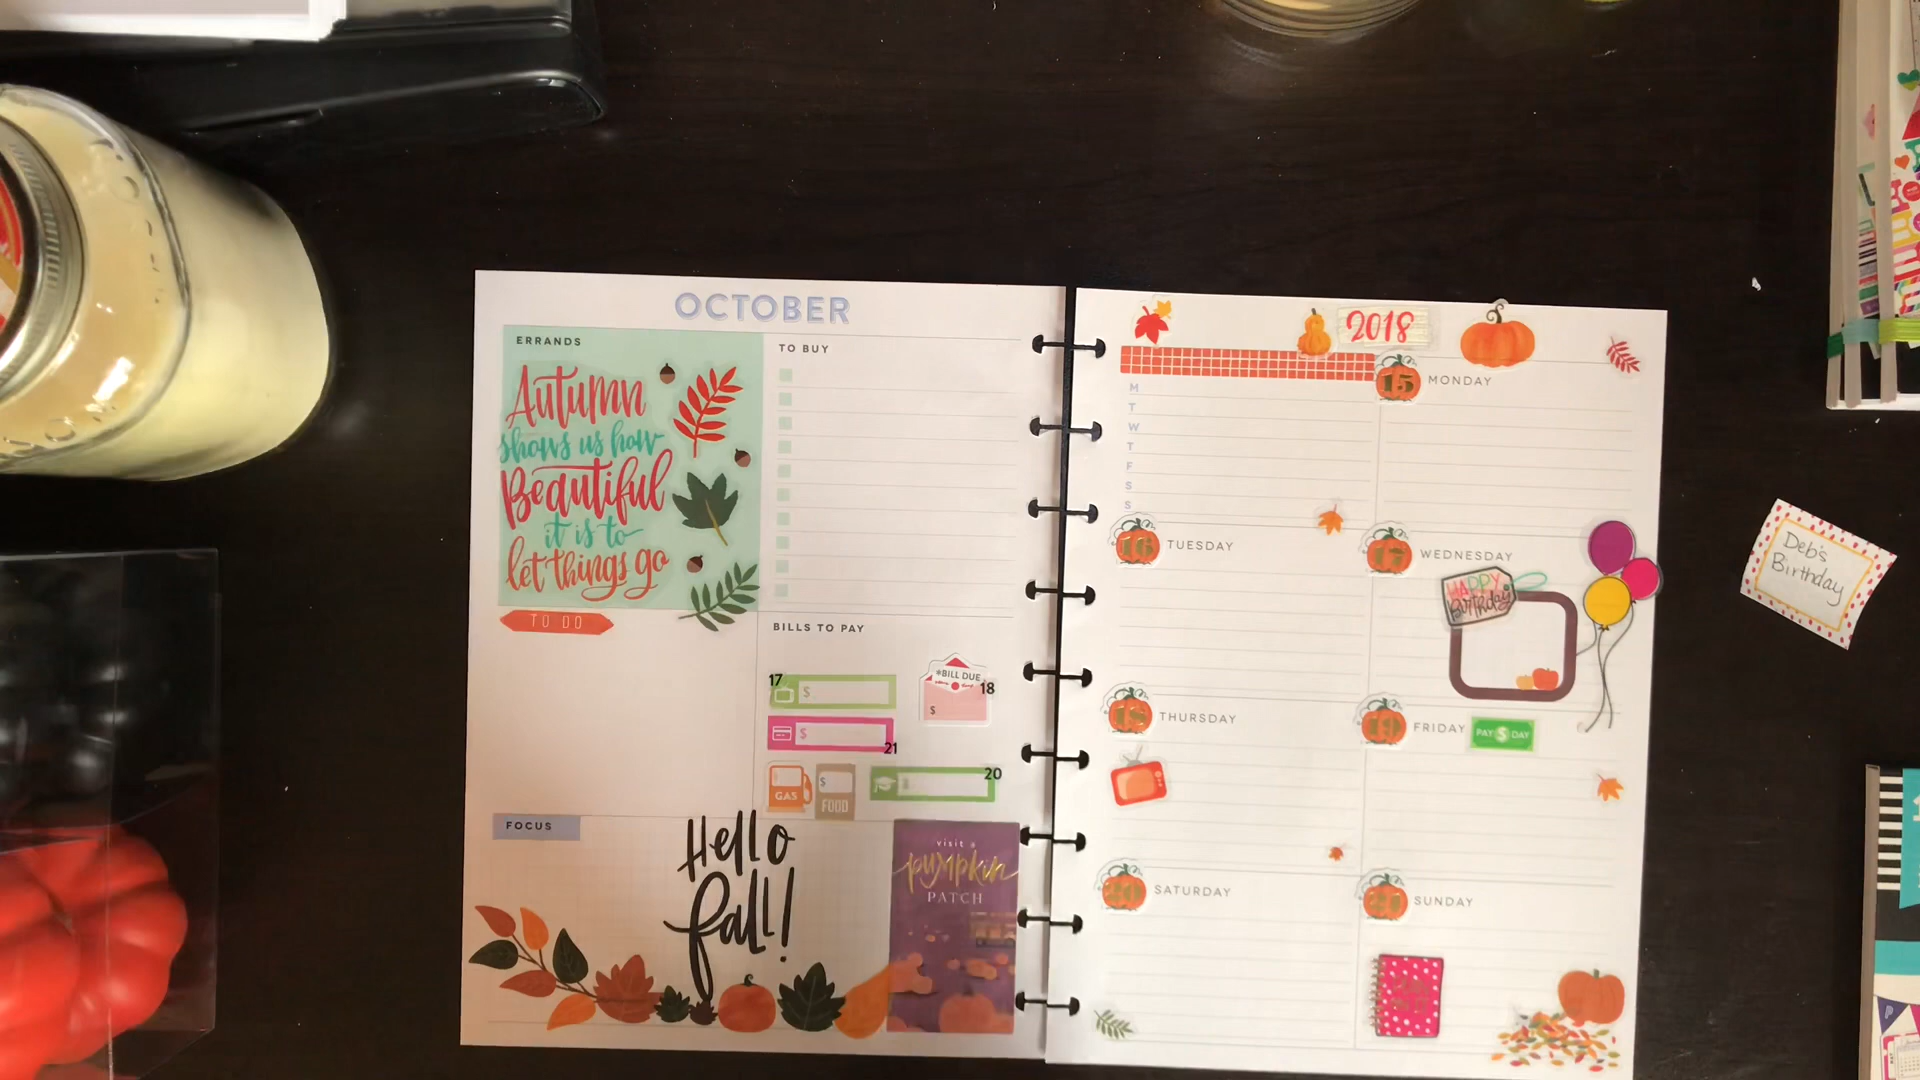 OCTOBER
ERRANDS
Autumn
shows us how
Beautiful
it is to
let things go
TO BUY
TO DO
BILLS TO PAY
17
$
*BILL DUE*
18
$
$
21
GAS
$
FOOD
20
FOCUS
Hello
fall!
visit a
pumpkin
PATCH
2018
15 MONDAY
M
T
W
T
F
S
S
16 TUESDAY
17 WEDNESDAY
HAPPY
Birthday
18 THURSDAY
19 FRIDAY
PAY $ DAY
20 SATURDAY
21 SUNDAY
Deb's
Birthday